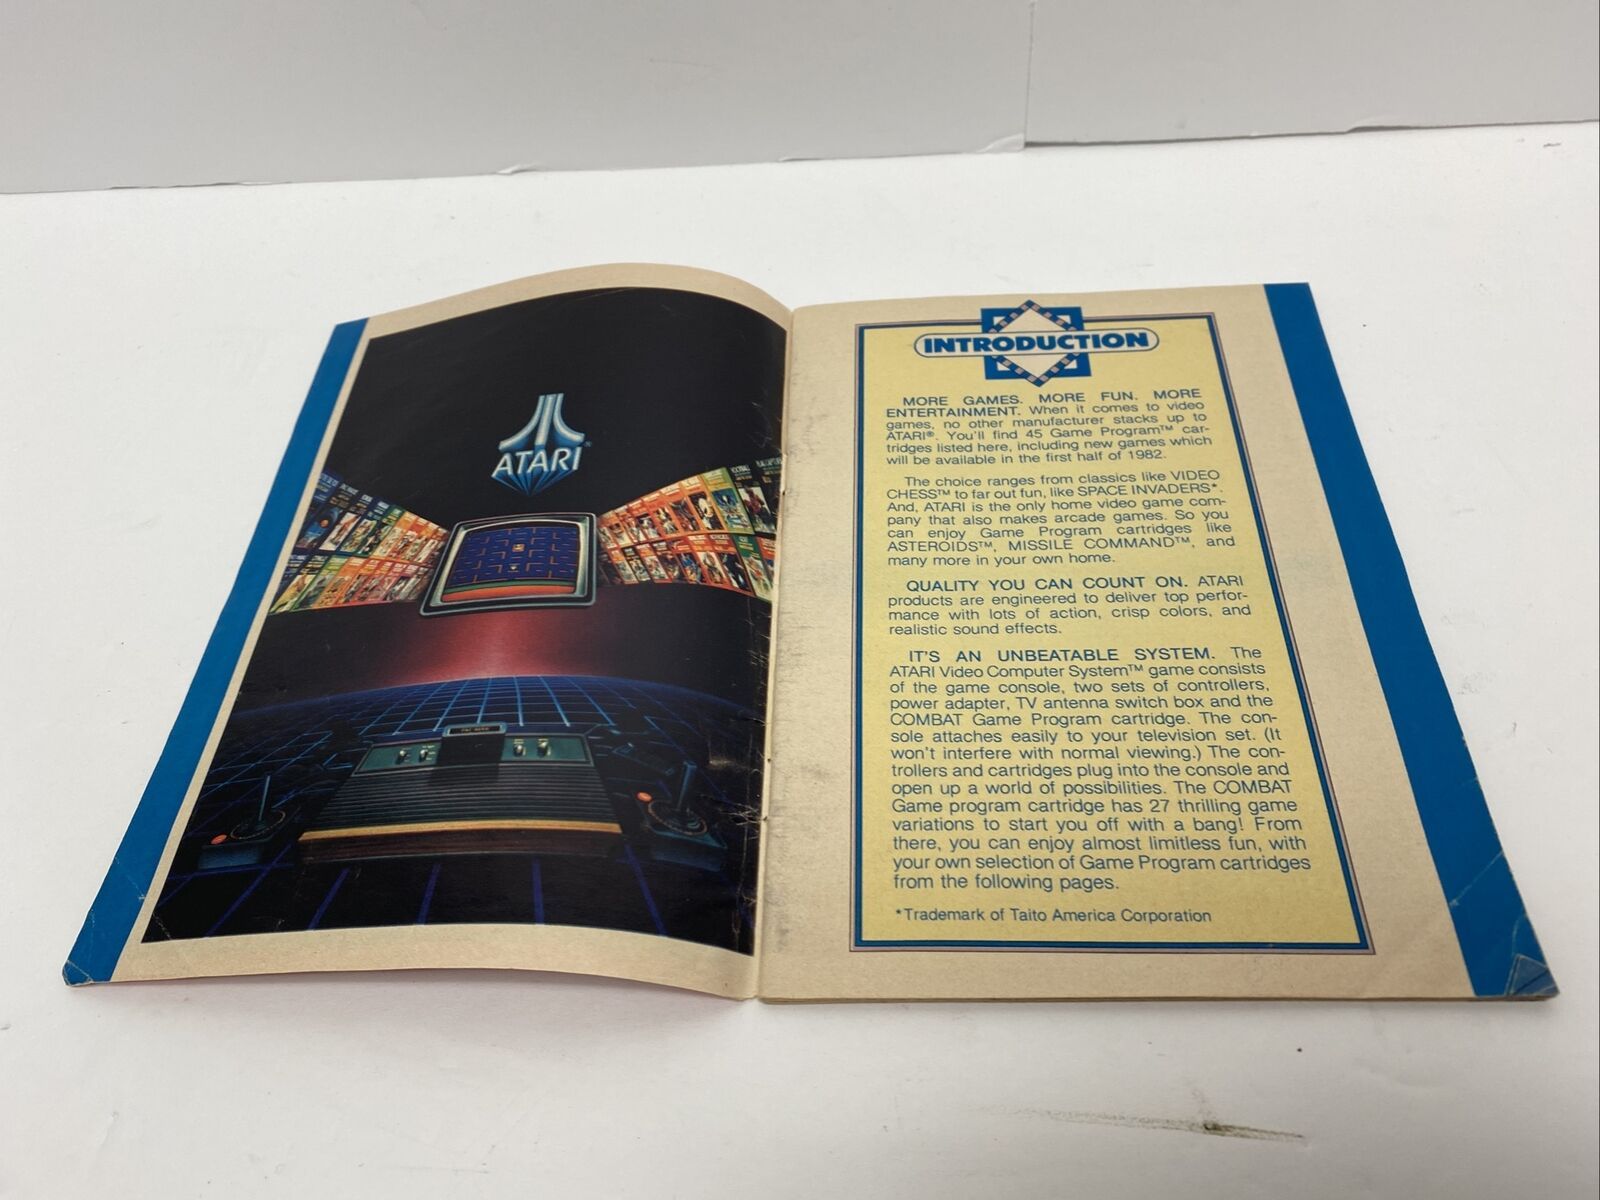 ATARI®
INTRODUCTION
MORE GAMES. MORE FUN. MORE
ENTERTAINMENT. When it comes to video
games, no other manufacturer stacks up to
ATARI®. You'll find 45 Game Program™ car-
tridges listed here, including new games which
will be available in the first half of 1982.
The choice ranges from classics like VIDEO
CHESS™ to far out fun, like SPACE INVADERS*.
And, ATARI is the only home video game com-
pany that also makes arcade games. So you
can enjoy Game Program cartridges like
ASTEROIDS™, MISSILE COMMAND™, and
many more in your own home.
QUALITY YOU CAN COUNT ON. ATARI
products are engineered to deliver top perfor-
mance with lots of action, crisp colors, and
realistic sound effects.
IT'S AN UNBEATABLE SYSTEM. The
ATARI Video Computer System™ game consists
of the game console, two sets of controllers,
power adapter, TV antenna switch box and the
COMBAT Game Program cartridge. The con-
sole attaches easily to your television set. (It
won't interfere with normal viewing.) The con-
trollers and cartridges plug into the console and
open up a world of possibilities. The COMBAT
Game program cartridge has 27 thrilling game
variations to start you off with a bang! From
there, you can enjoy almost limitless fun, with
your own selection of Game Program cartridges
from the following pages.
*Trademark of Taito America Corporation